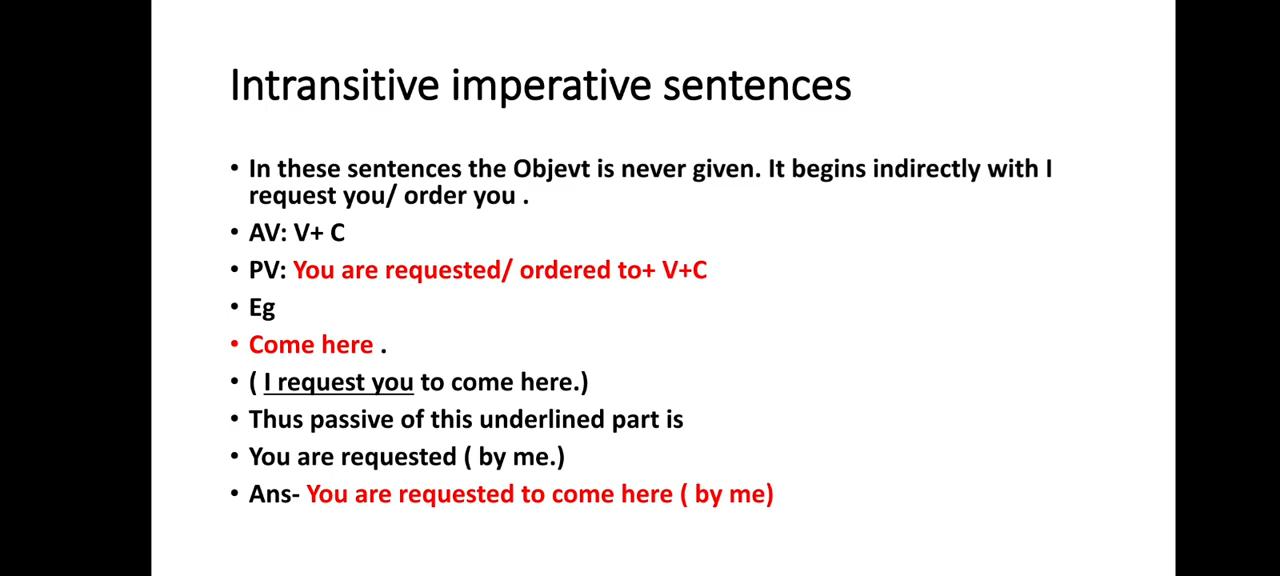 Intransitive imperative sentences
• In these sentences the Objevt is never given. It begins indirectly with I
request you/ order you .
• AV: V+ C
• PV: You are requested/ ordered to+ V+C
• Eg
• Come here .
• ( I request you to come here.)
• Thus passive of this underlined part is
• You are requested ( by me.)
• Ans- You are requested to come here ( by me)